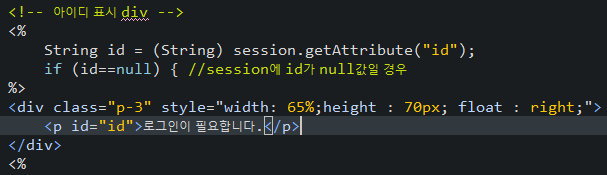 <!-- 아이디 표시 div -->
<%
String id = (String) session.getAttribute("id");
if (id==null) { //session에 id가 null값일 경우
%>
<div class="p-3" style="width: 65%;height : 70px; float : right;">
<p id="id">로그인이 필요합니다.</p>
</div>
<%